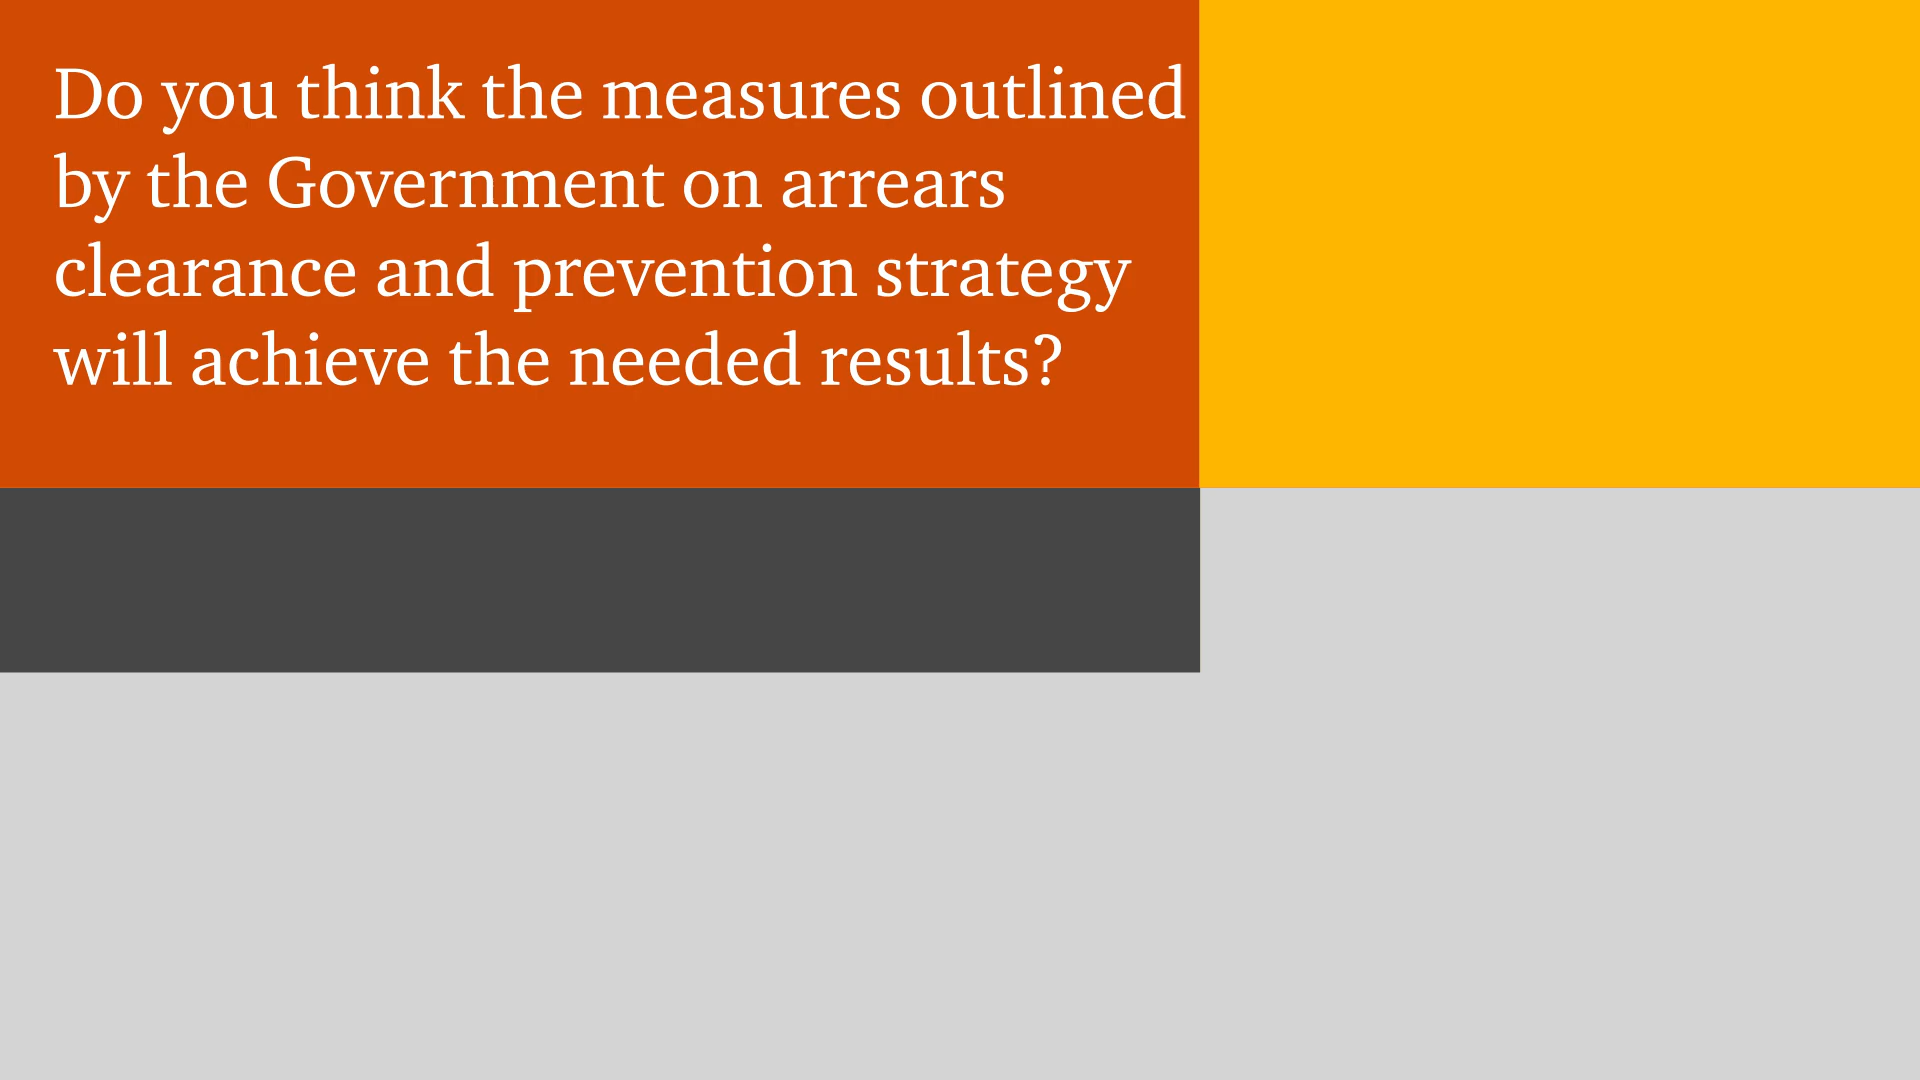 Do you think the measures outlined
by the Government on arrears
clearance and prevention strategy
will achieve the needed results?